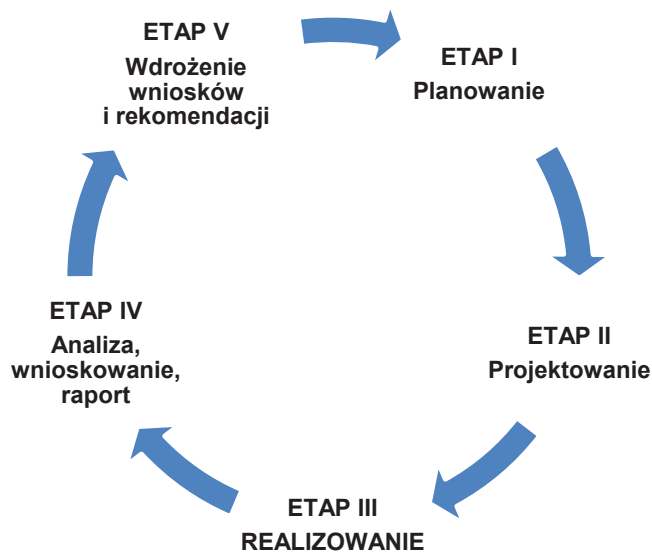 ETAP I
Planowanie
ETAP II
Projektowanie
ETAP III
REALIZOWANIE
ETAP IV
Analiza,
wnioskowanie,
raport
ETAP V
Wdrożenie
wniosków
i rekomendacji